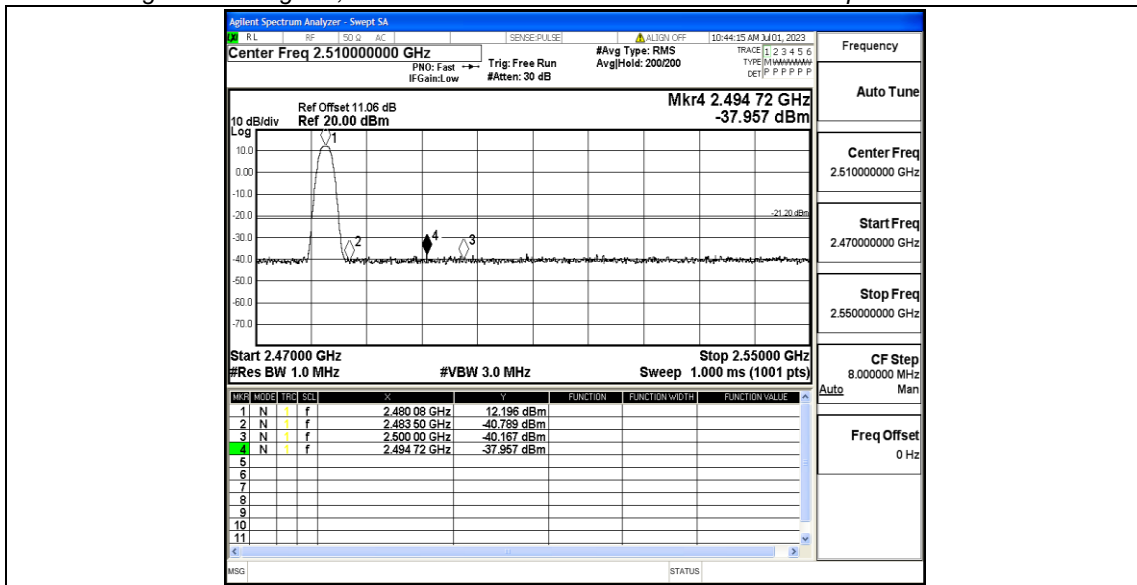 Agilent Spectrum Analyzer - Swept SA
RL RF 50 Ω AC SENSE:PULSE ALIGN OFF 10:44:15 AM Jul 01, 2023
Center Freq 2.510000000 GHz
PNO: Fast
IFGain:Low
Trig: Free Run
#Atten: 30 dB
#Avg Type: RMS
Avg|Hold: 200/200
TRACE 1 2 3 4 5 6
TYPE MWWWWW
DET P P P P P P
Mkr4 2.494 72 GHz
-37.957 dBm
Ref Offset 11.06 dB
10 dB/div Ref 20.00 dBm
Log
10.0
0.00
-10.0
-20.0
-30.0
-40.0
-50.0
-60.0
-70.0
1
2
4
3
-21.20 dBm
Start 2.47000 GHz Stop 2.55000 GHz
#Res BW 1.0 MHz #VBW 3.0 MHz Sweep 1.000 ms (1001 pts)
MKR MODE TRC SCL X Y FUNCTION FUNCTION WIDTH FUNCTION VALUE
1 N 1 f 2.480 08 GHz 12.196 dBm
2 N 1 f 2.483 50 GHz -40.789 dBm
3 N 1 f 2.500 00 GHz -40.167 dBm
4 N 1 f 2.494 72 GHz -37.957 dBm
5
6
7
8
9
10
11
MSG STATUS
Frequency
Auto Tune
Center Freq
2.510000000 GHz
Start Freq
2.470000000 GHz
Stop Freq
2.550000000 GHz
CF Step
8.000000 MHz
Auto Man
Freq Offset
0 Hz